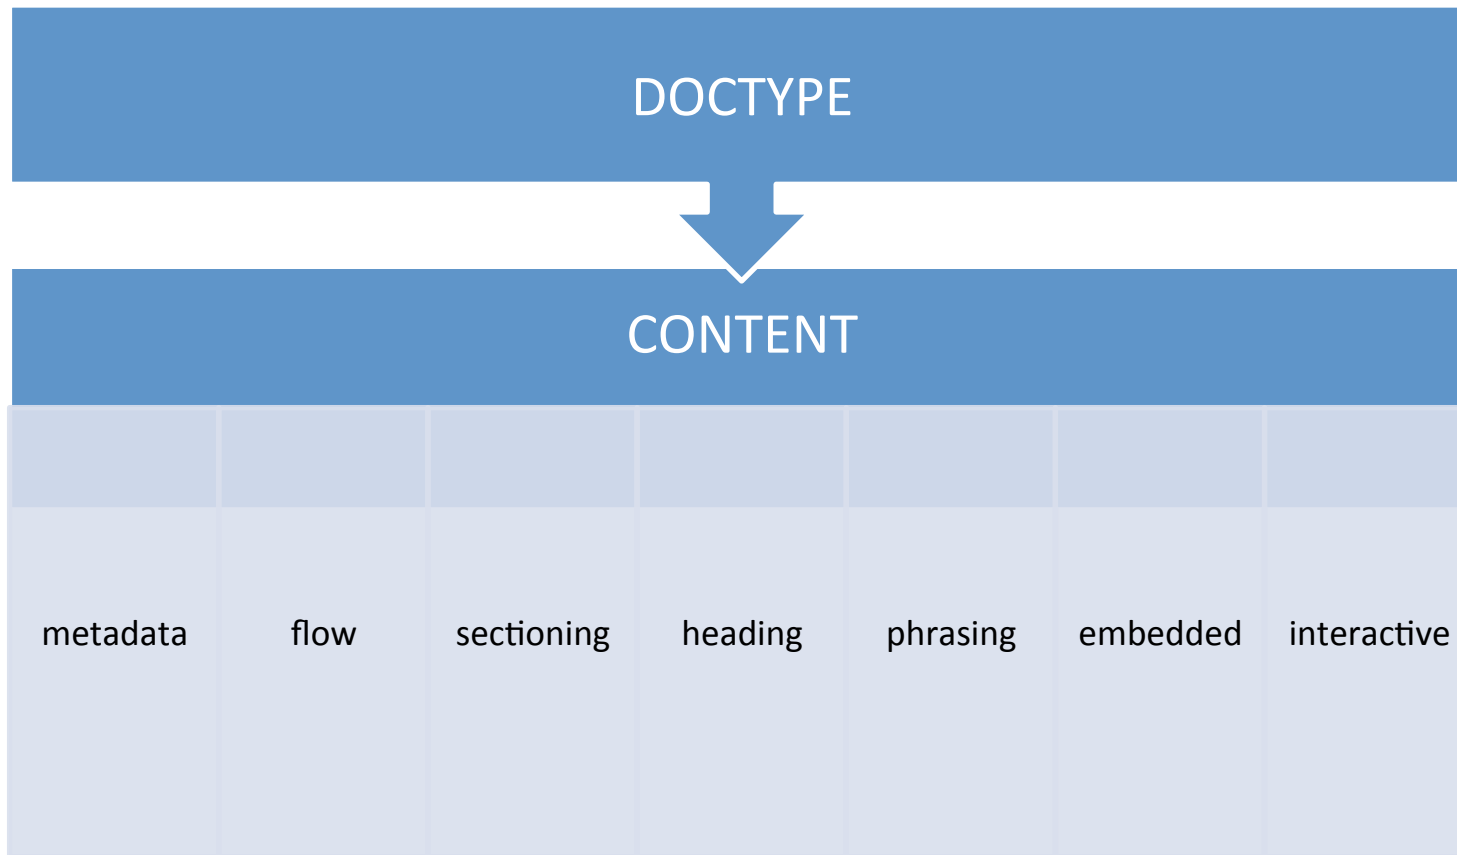 DOCTYPE
CONTENT
metadata flow sectioning heading phrasing embedded interactive